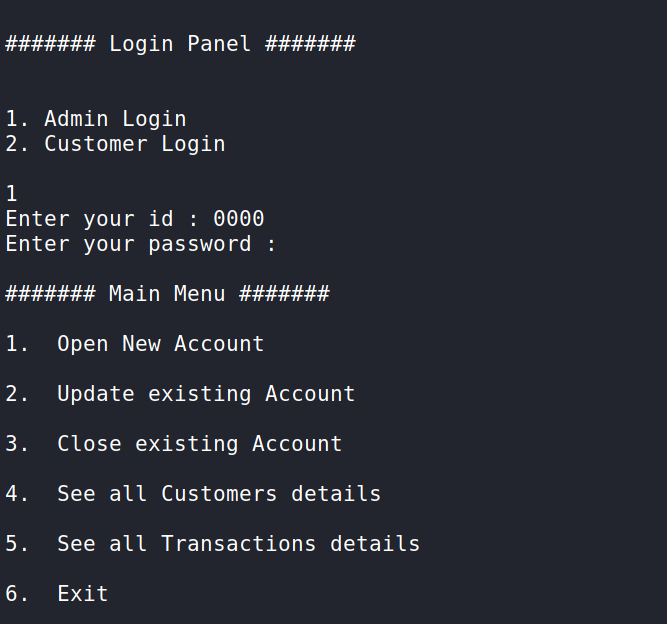 ####### Login Panel #######
1. Admin Login
2. Customer Login
1
Enter your id : 0000
Enter your password :
####### Main Menu #######
1.  Open New Account
2.  Update existing Account
3.  Close existing Account
4.  See all Customers details
5.  See all Transactions details
6.  Exit